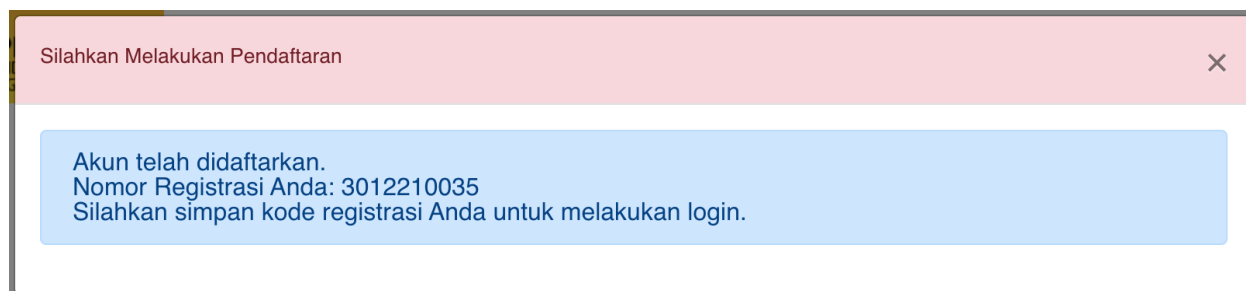 Silahkan Melakukan Pendaftaran
×
Akun telah didaftarkan.
Nomor Registrasi Anda: 3012210035
Silahkan simpan kode registrasi Anda untuk melakukan login.